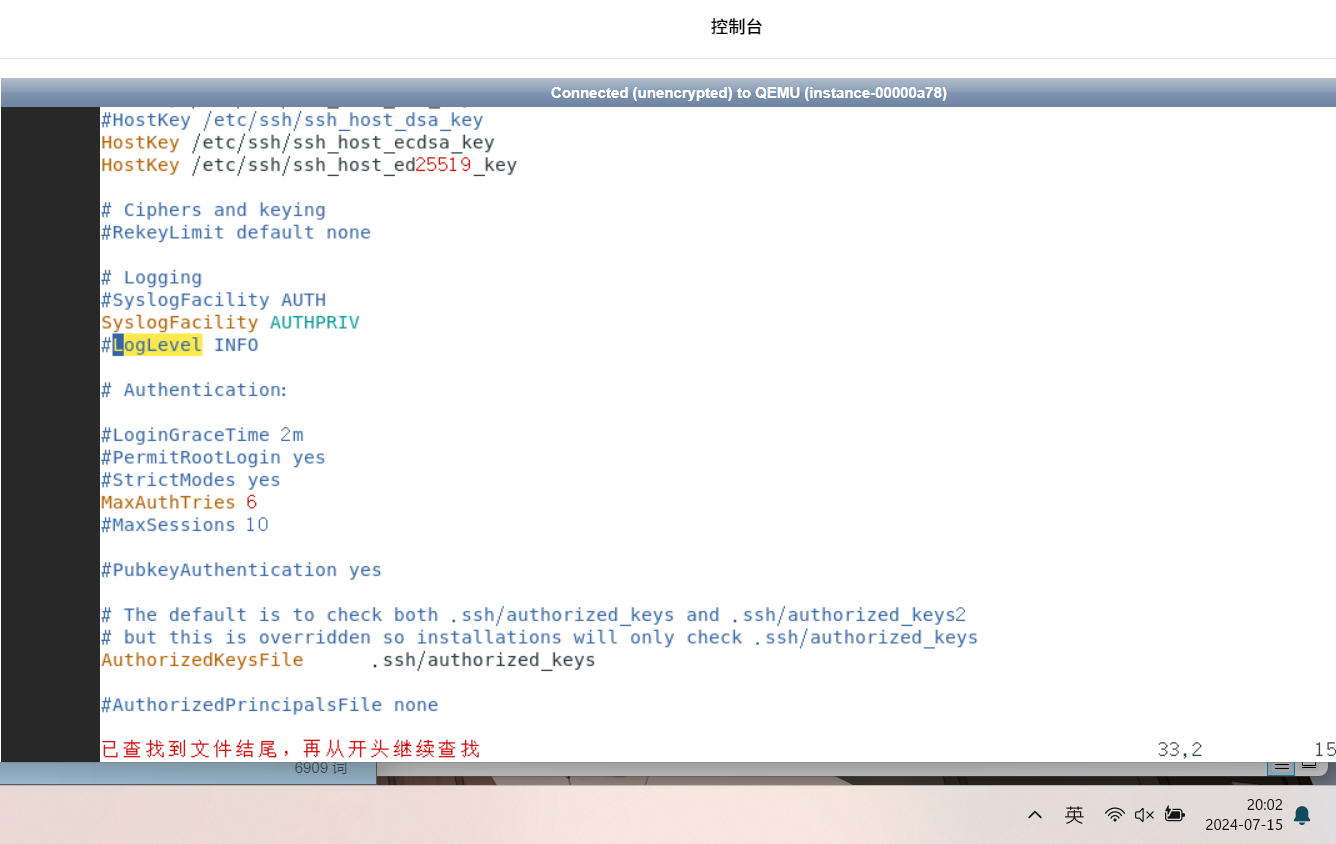 控制台
Connected (unencrypted) to QEMU (instance-00000a78)
#HostKey /etc/ssh/ssh_host_dsa_key
HostKey /etc/ssh/ssh_host_ecdsa_key
HostKey /etc/ssh/ssh_host_ed25519_key
# Ciphers and keying
#RekeyLimit default none
# Logging
#SyslogFacility AUTH
SyslogFacility AUTHPRIV
#LogLevel INFO
# Authentication:
#LoginGraceTime 2m
#PermitRootLogin yes
#StrictModes yes
MaxAuthTries 6
#MaxSessions 10
#PubkeyAuthentication yes
# The default is to check both .ssh/authorized_keys and .ssh/authorized_keys2
# but this is overridden so installations will only check .ssh/authorized_keys
AuthorizedKeysFile      .ssh/authorized_keys
#AuthorizedPrincipalsFile none
已查找到文件结尾，再从开头继续查找 33,2 15
6909 词
英 20:02
2024-07-15